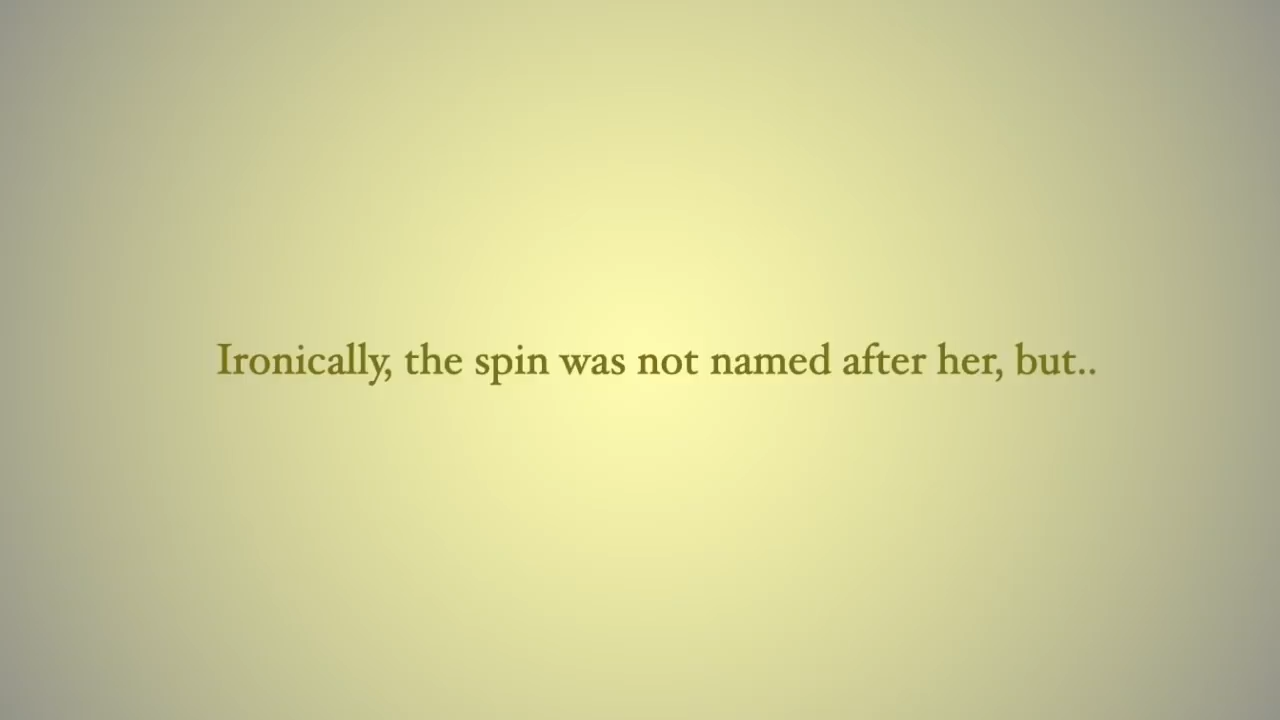 Ironically, the spin was not named after her, but..